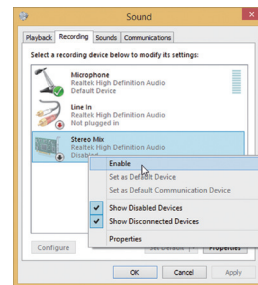 Sound
Playback Recording Sounds Communications
Select a recording device below to modify its settings:
Microphone
Realtek High Definition Audio
Default Device
Line In
Realtek High Definition Audio
Not plugged in
Stereo Mix
Realtek High Definition Audio
Disabled
Enable
Set as Default Device
Set as Default Communication Device
Show Disabled Devices
Show Disconnected Devices
Properties
Configure Set Default Properties
OK Cancel Apply